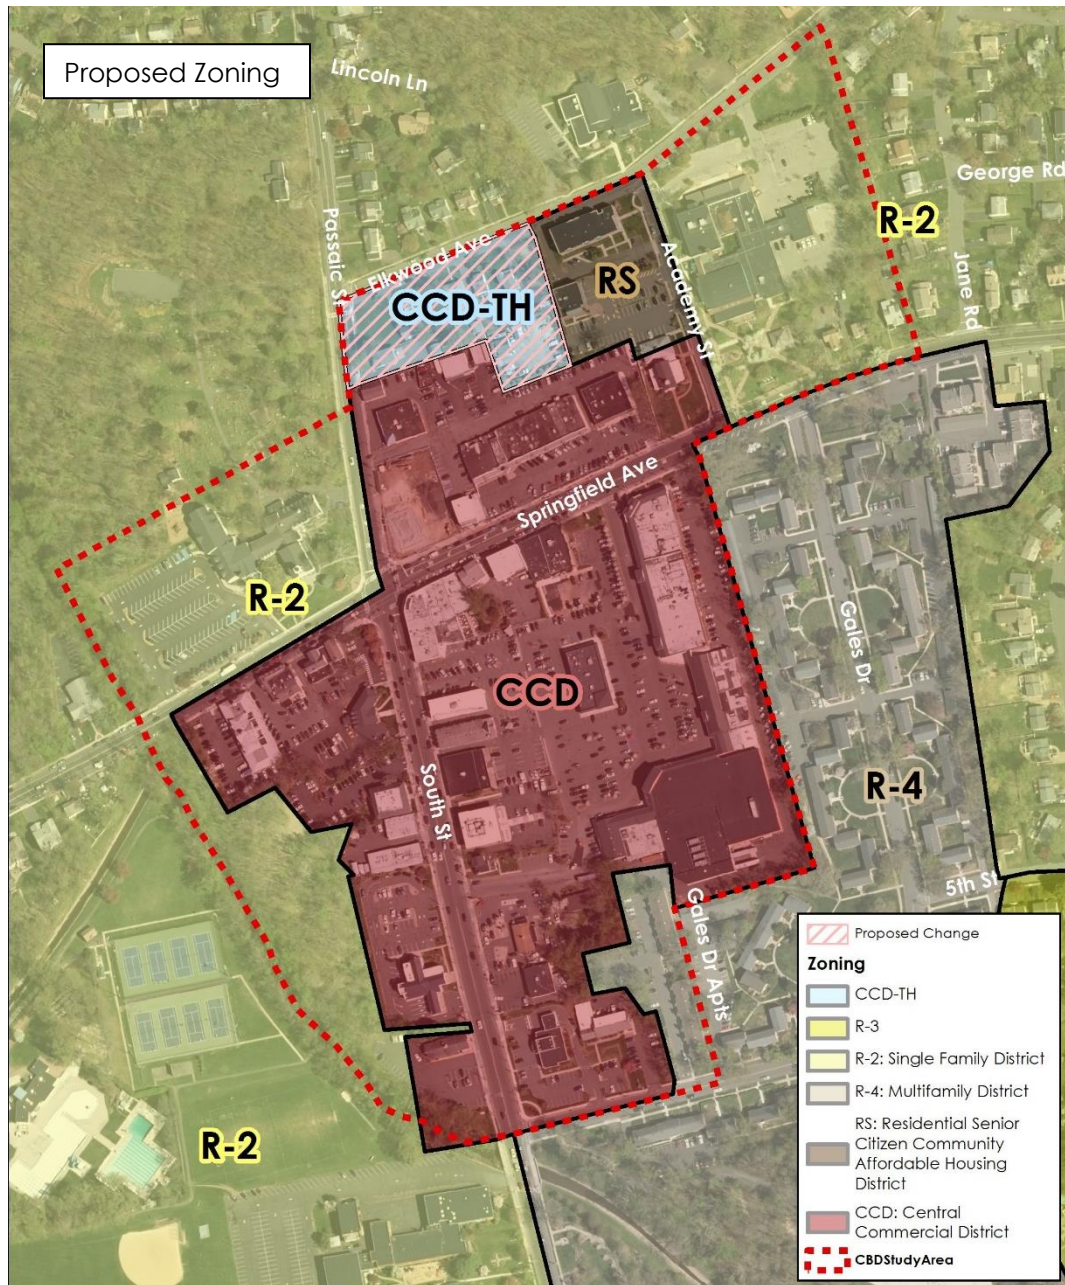 Proposed Zoning
Lincoln Ln
George Rd
Passaic St
R-2
Elkwood Ave
Academy St
RS
Jane Rd
CCD-TH
Springfield Ave
R-2
Gales Dr
CCD
South St
R-4
5th St
Gales Dr Apts
R-2
Proposed Change
Zoning
CCD-TH
R-3
R-2: Single Family District
R-4: Multifamily District
RS: Residential Senior
Citizen Community
Affordable Housing
District
CCD: Central
Commercial District
CBDStudyArea